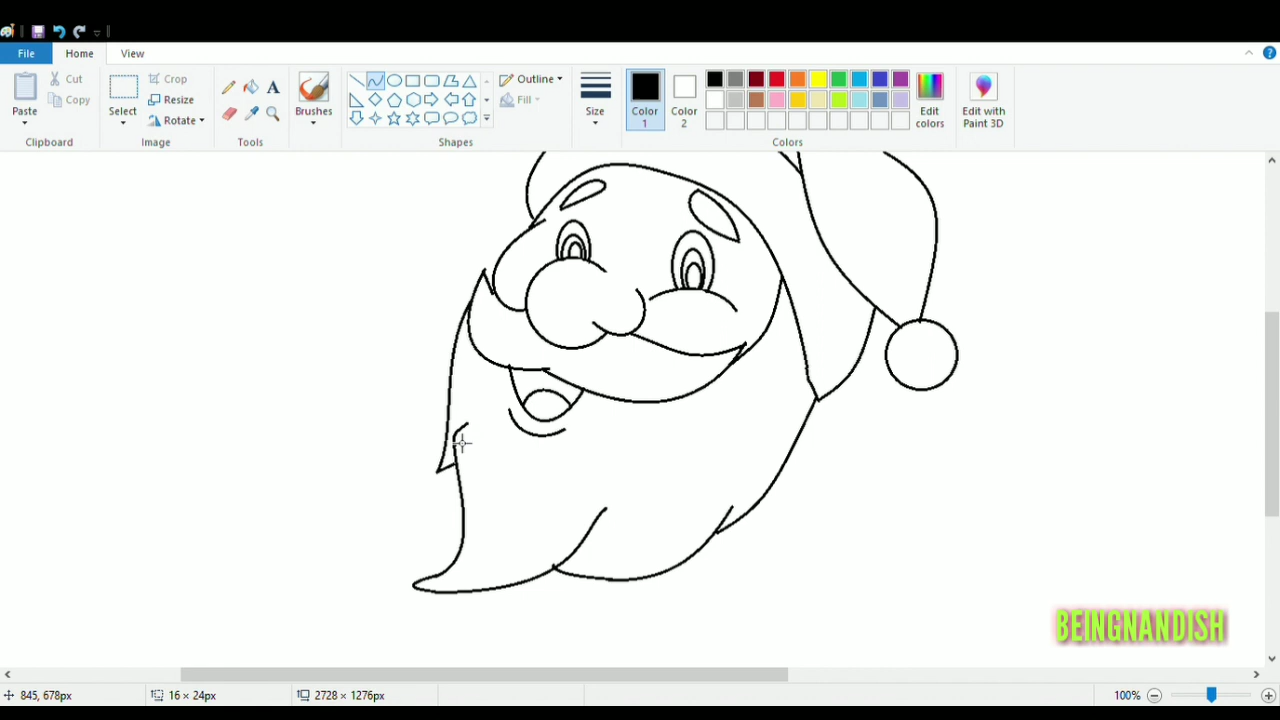 File Home View
Paste
Cut
Copy
Clipboard
Select
Crop
Resize
Rotate
Image
A
Tools
Brushes
Outline
Fill
Shapes
Size
Color 1
Color 2
Edit colors
Colors
Edit with Paint 3D
BEINGNANDISH
845, 678px 16 × 24px 2728 × 1276px 100%